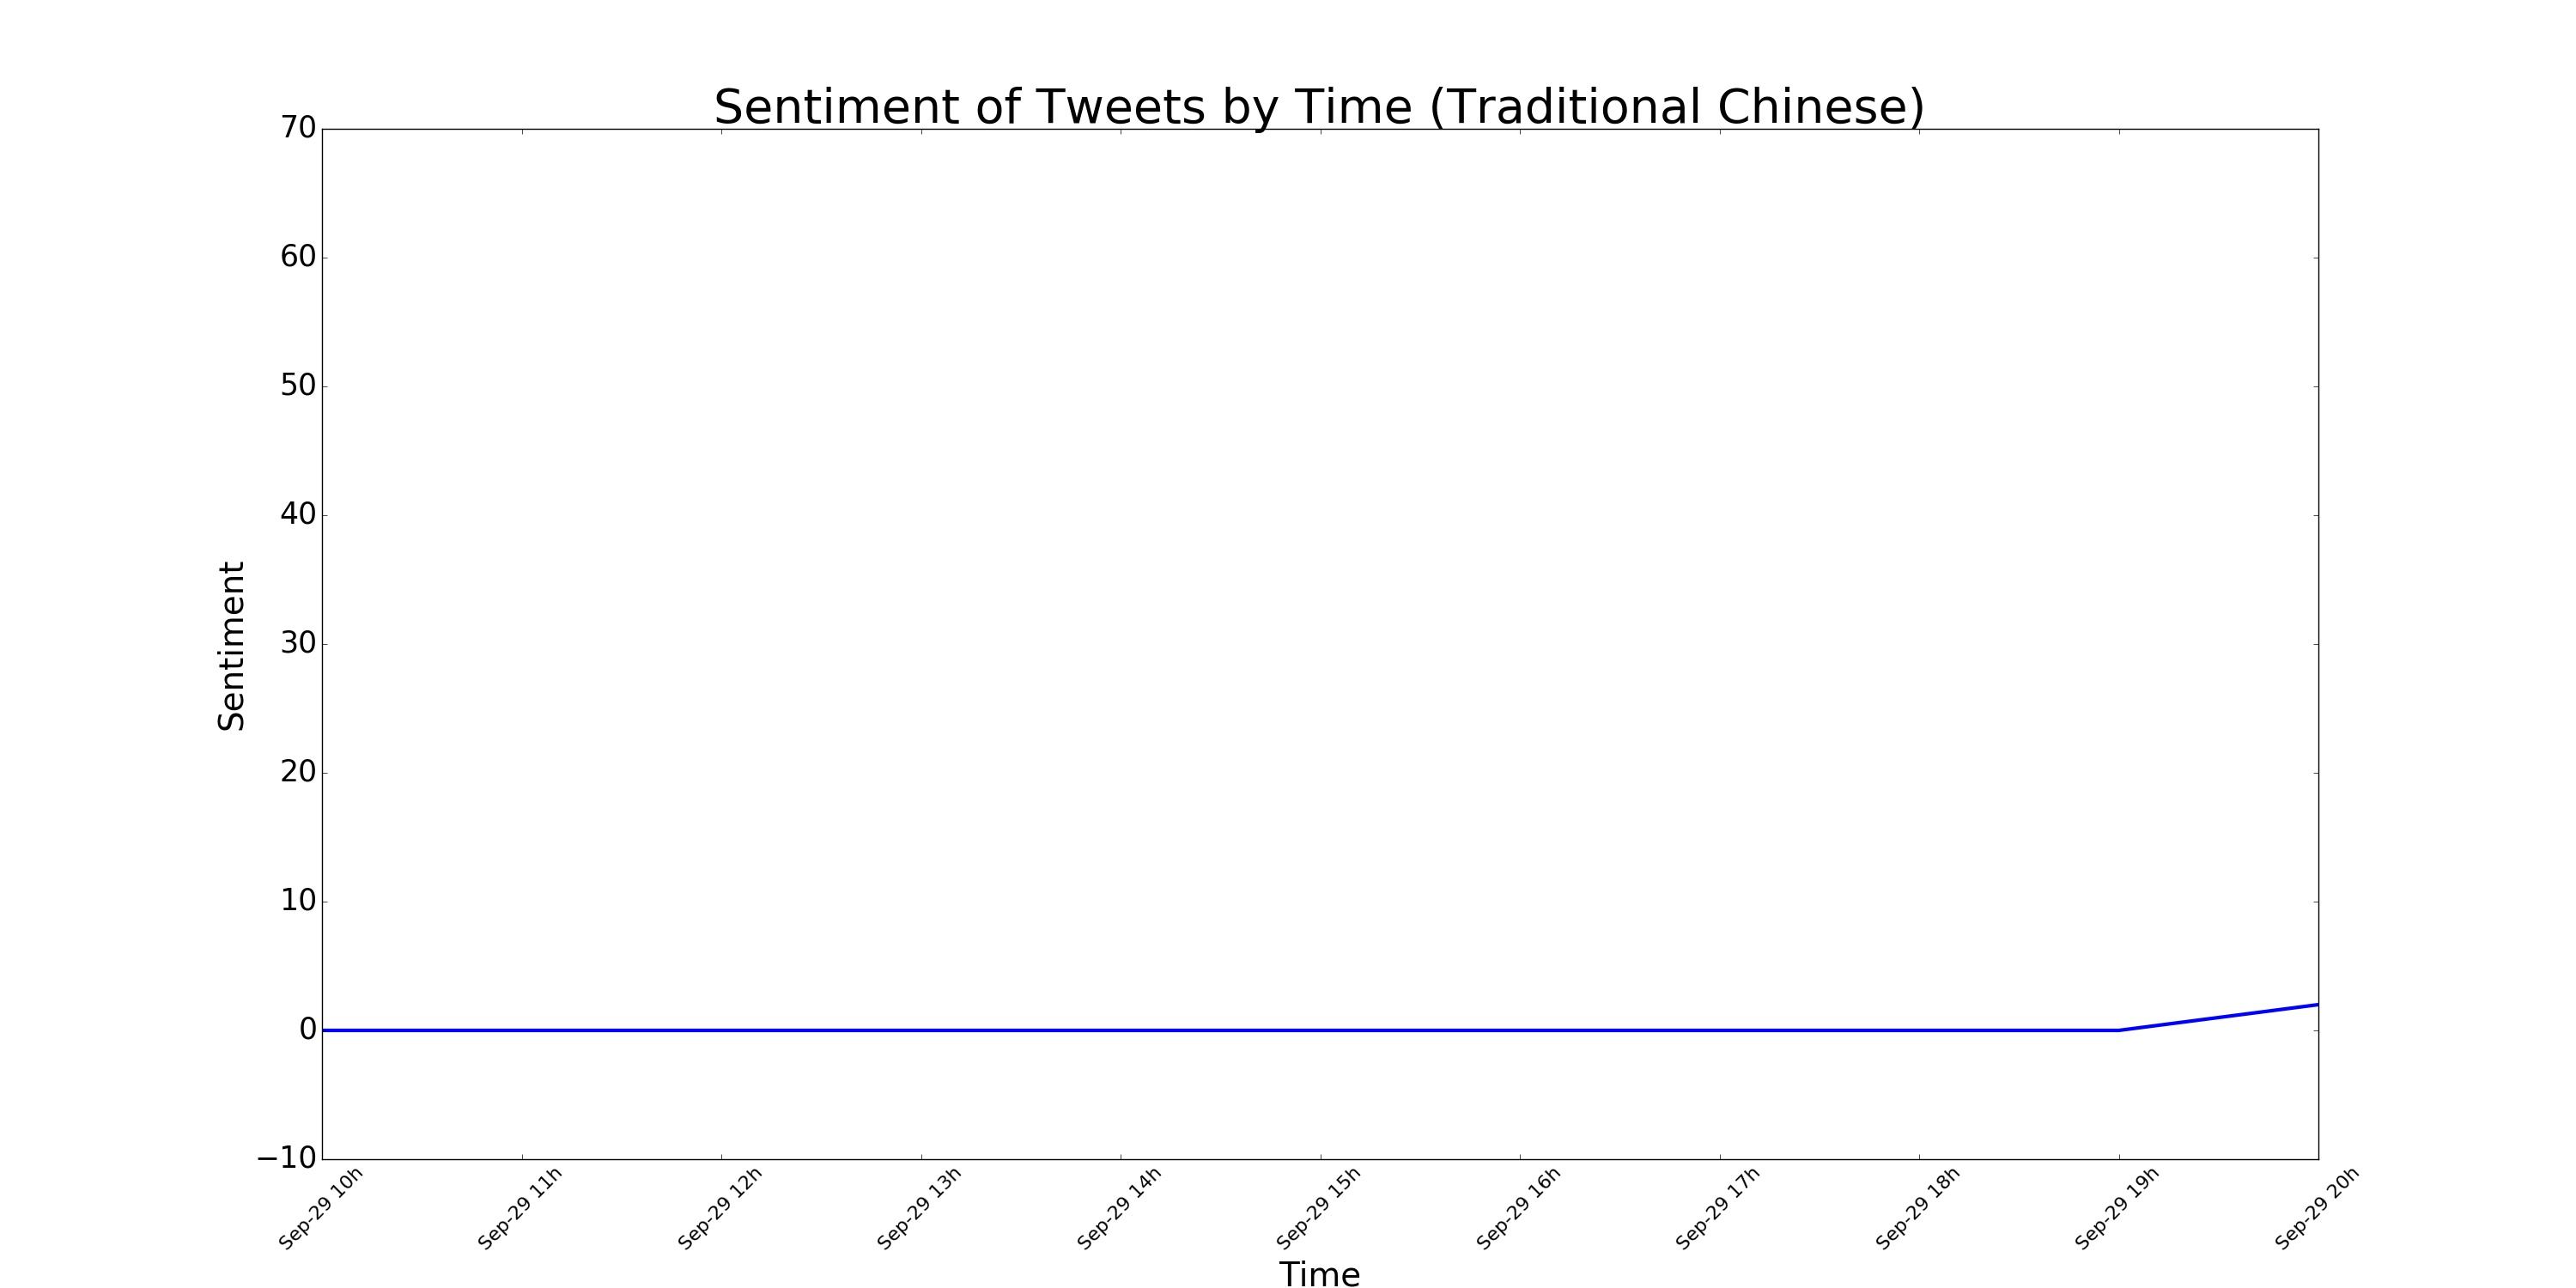 Sentiment of Tweets by Time (Traditional Chinese)
70
60
50
40
30
20
10
0
−10
Sentiment
Sep-29 10h
Sep-29 11h
Sep-29 12h
Sep-29 13h
Sep-29 14h
Sep-29 15h
Sep-29 16h
Sep-29 17h
Sep-29 18h
Sep-29 19h
Sep-29 20h
Time